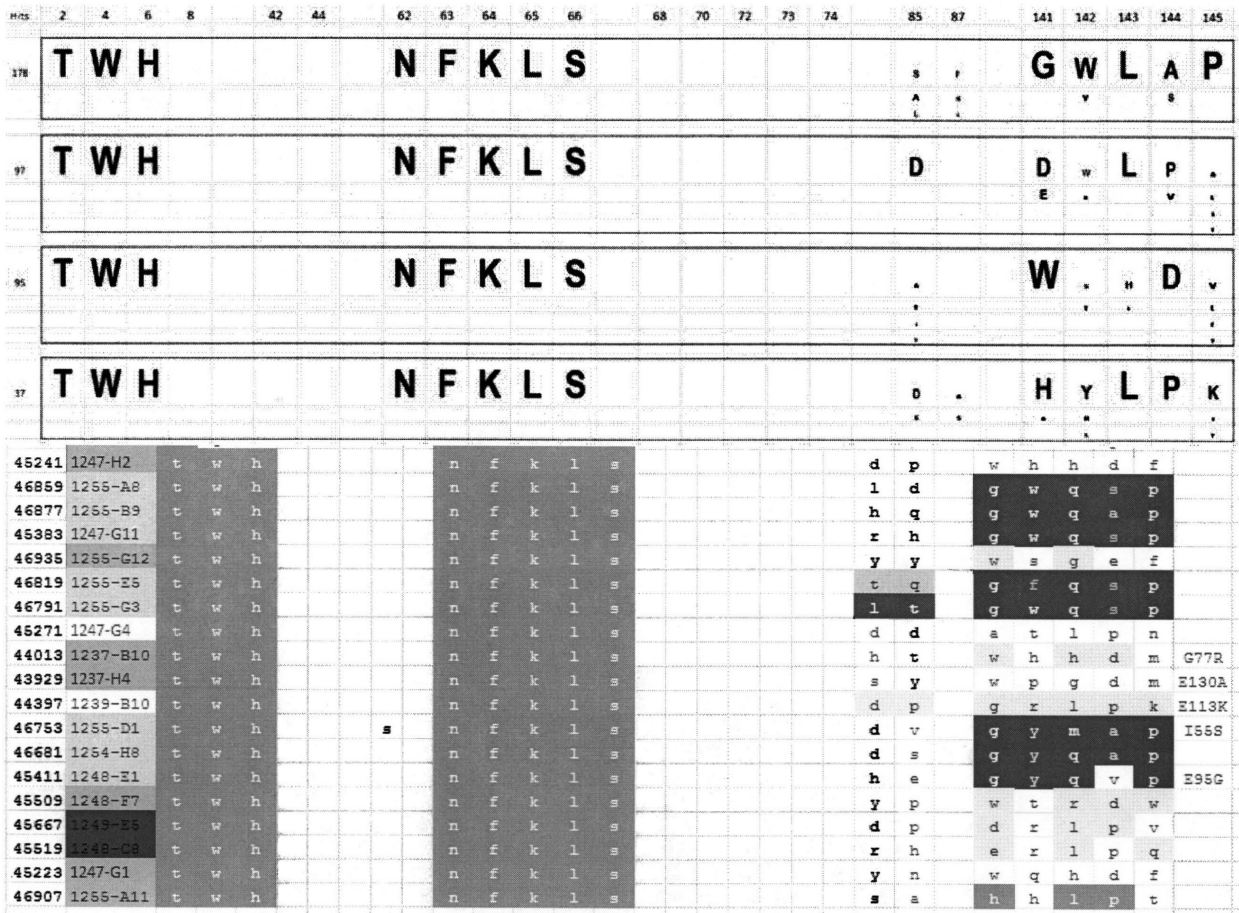 Hits 2 4 6 8 42 44 62 63 64 65 66 68 70 72 73 74 85 87 141 142 143 144 145
178 T W H N F K L S S F G W L A P
A V S
L
97 T W H N F K L S D D W L P
E V
95 T W H N F K L S W H D V
37 T W H N F K L S D H Y L P K
45241 1247-H2 t w h n f k l s d p w h h d f
46859 1255-A8 t w h n f k l s l d g w q s p
46877 1255-B9 t w h n f k l s h q g w q a p
45383 1247-G11 t w h n f k l s r h g w q s p
46935 1255-G12 t w h n f k l s y y w s g e f
46819 1255-E5 t w h n f k l s t q g f q s p
46791 1255-G3 t w h n f k l s l t g w q s p
45271 1247-G4 t w h n f k l s d d a t l p n
44013 1237-B10 t w h n f k l s h t w h h d m G77R
43929 1237-H4 t w h n f k l s s y w p g d m E130A
44397 1239-B10 t w h n f k l s d p g r l p k E113K
46753 1255-D1 t w h s n f k l s d v g y m a p I55S
46681 1254-H8 t w h n f k l s d s g y q a p
45411 1248-E1 t w h n f k l s h e g y q v p E95G
45509 1248-F7 t w h n f k l s y p w t r d w
45667 1249-E5 t w h n f k l s d p d r l p v
45519 1248-C8 t w h n f k l s r h e r l p q
45223 1247-G1 t w h n f k l s y n w q h d f
46907 1255-A11 t w h n f k l s s a h h l p t